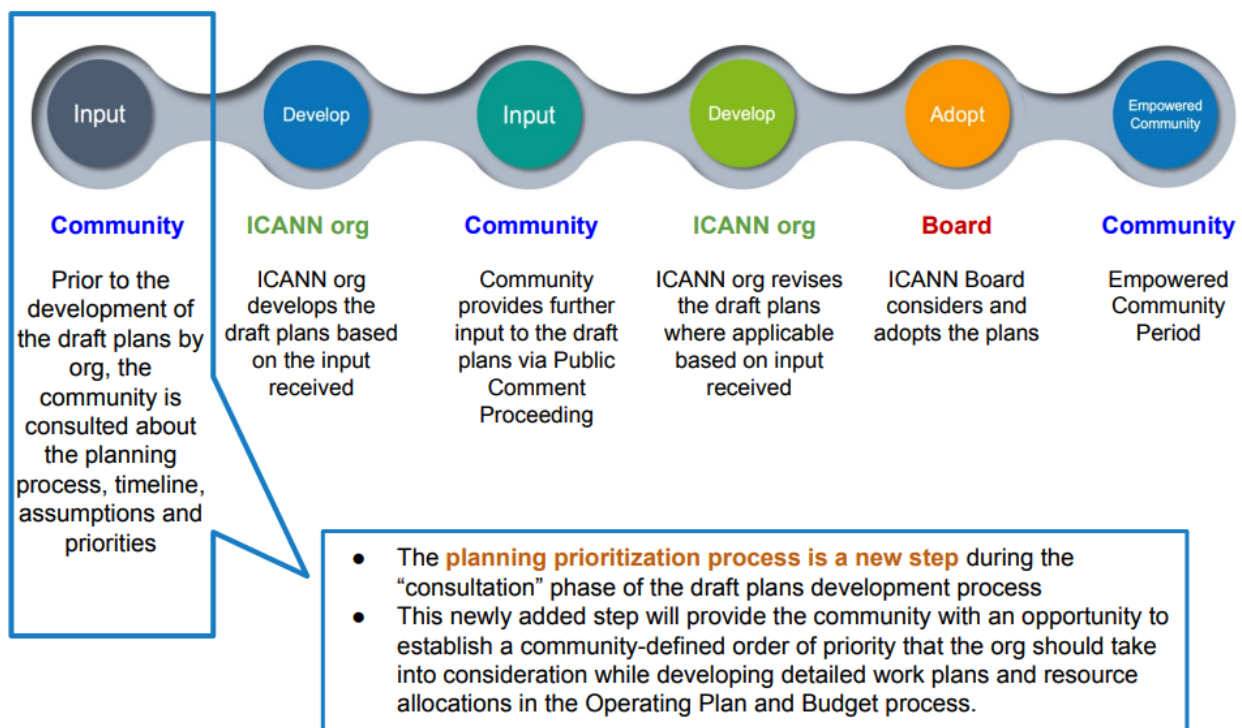 Input
Develop
Input
Develop
Adopt
Empowered
Community
Community
Prior to the
development of
the draft plans by
org, the
community is
consulted about
the planning
process, timeline,
assumptions and
priorities
ICANN org
ICANN org
develops the
draft plans based
on the input
received
Community
Community
provides further
input to the draft
plans via Public
Comment
Proceeding
ICANN org
ICANN org revises
the draft plans
where applicable
based on input
received
Board
ICANN Board
considers and
adopts the plans
Community
Empowered
Community
Period
● The planning prioritization process is a new step during the
“consultation” phase of the draft plans development process
● This newly added step will provide the community with an opportunity to
establish a community-defined order of priority that the org should take
into consideration while developing detailed work plans and resource
allocations in the Operating Plan and Budget process.